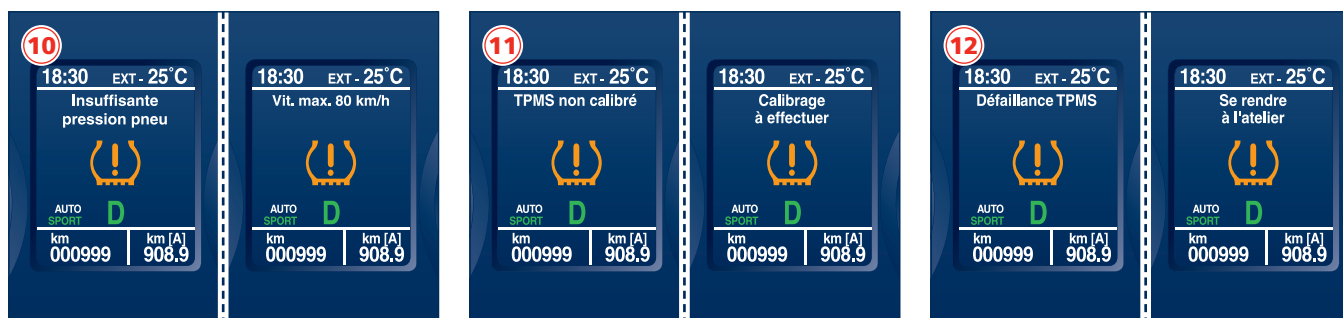 10
18:30 EXT - 25°C
Insuffisante
pression pneu
AUTO
SPORT
D
km
000999
km [A]
908.9
18:30 EXT - 25°C
Vit. max. 80 km/h
AUTO
SPORT
D
km
000999
km [A]
908.9
11
18:30 EXT - 25°C
TPMS non calibré
AUTO
SPORT
D
km
000999
km [A]
908.9
18:30 EXT - 25°C
Calibrage
à effectuer
AUTO
SPORT
D
km
000999
km [A]
908.9
12
18:30 EXT - 25°C
Défaillance TPMS
AUTO
SPORT
D
km
000999
km [A]
908.9
18:30 EXT - 25°C
Se rendre
à l'atelier
AUTO
SPORT
D
km
000999
km [A]
908.9